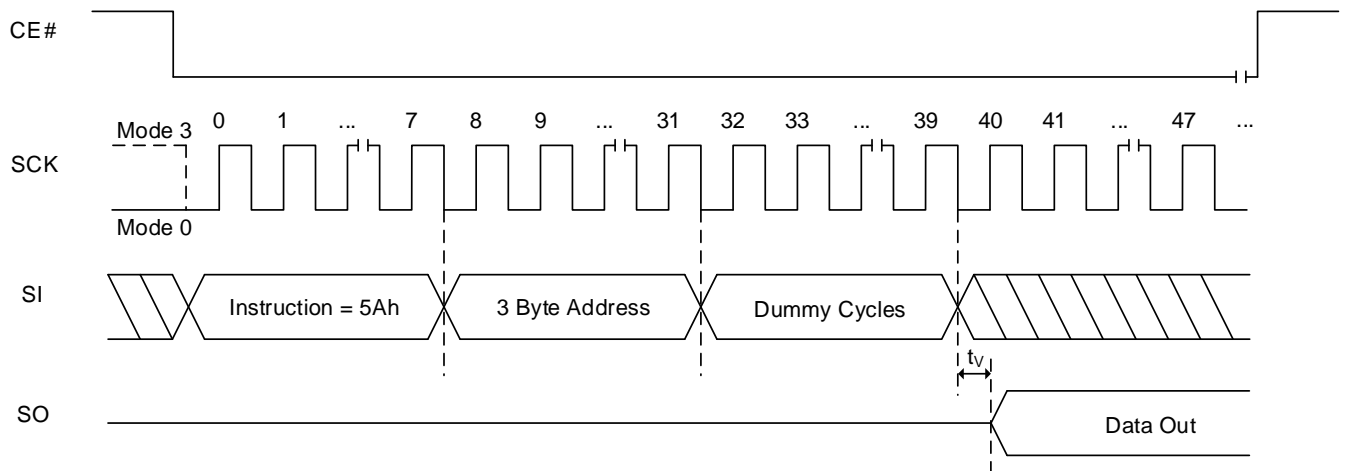 CE#
Mode 3 0 1 ... 7 8 9 ... 31 32 33 ... 39 40 41 ... 47 ...
SCK
Mode 0
SI Instruction = 5Ah 3 Byte Address Dummy Cycles
tV
SO Data Out